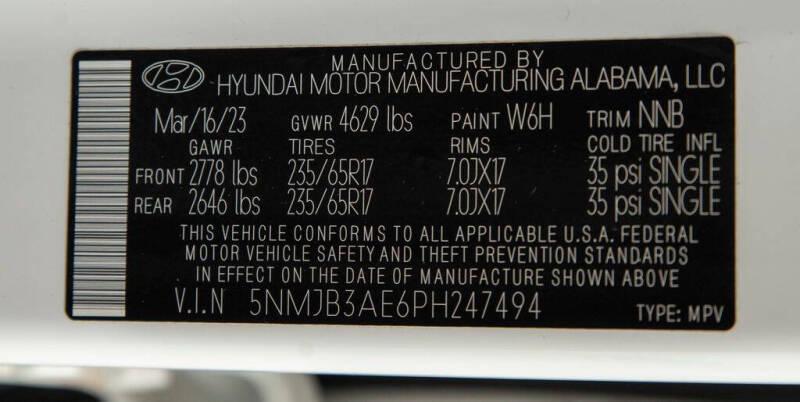 MANUFACTURED BY
HYUNDAI MOTOR MANUFACTURING ALABAMA, LLC
Mar/16/23 GVWR 4629 lbs PAINT W6H TRIM NNB
GAWR TIRES RIMS COLD TIRE INFL
FRONT 2778 lbs 235/65R17 7.0JX17 35 psi SINGLE
REAR 2646 lbs 235/65R17 7.0JX17 35 psi SINGLE
THIS VEHICLE CONFORMS TO ALL APPLICABLE U.S.A. FEDERAL
MOTOR VEHICLE SAFETY AND THEFT PREVENTION STANDARDS
IN EFFECT ON THE DATE OF MANUFACTURE SHOWN ABOVE
V.I.N 5NMJB3AE6PH247494 TYPE: MPV